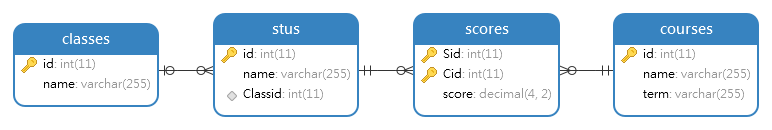 classes
id: int(11)
name: varchar(255)
stus
id: int(11)
name: varchar(255)
Classid: int(11)
scores
Sid: int(11)
Cid: int(11)
score: decimal(4, 2)
courses
id: int(11)
name: varchar(255)
term: varchar(255)